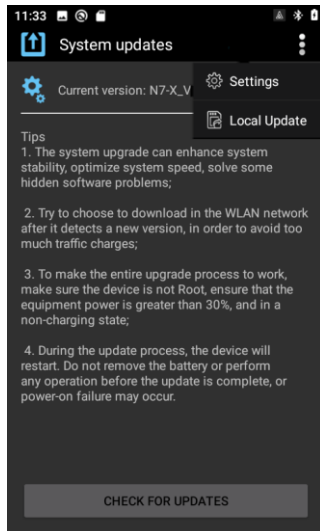 11:33
System updates
Current version: N7-X_V
Settings
Local Update
Tips
1. The system upgrade can enhance system
stability, optimize system speed, solve some
hidden software problems;
2. Try to choose to download in the WLAN network
after it detects a new version, in order to avoid too
much traffic charges;
3. To make the entire upgrade process to work,
make sure the device is not Root, ensure that the
equipment power is greater than 30%, and in a
non-charging state;
4. During the update process, the device will
restart. Do not remove the battery or perform
any operation before the update is complete, or
power-on failure may occur.
CHECK FOR UPDATES